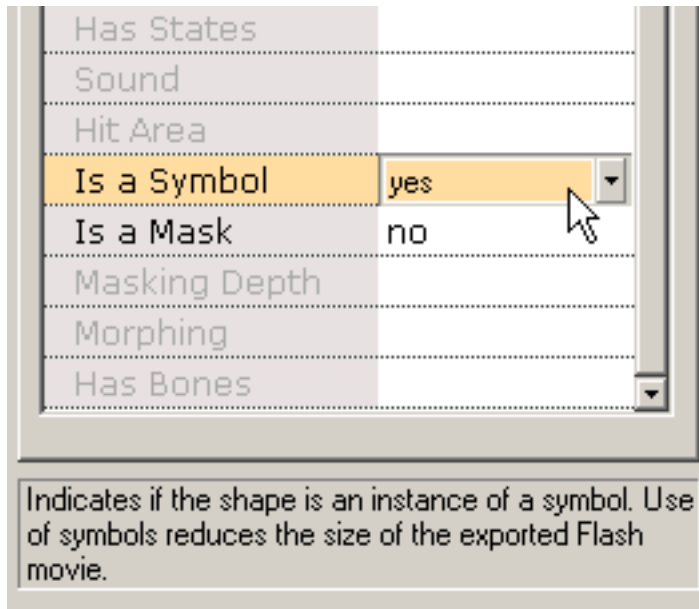 Has States
Sound
Hit Area
Is a Symbol yes
Is a Mask no
Masking Depth
Morphing
Has Bones
Indicates if the shape is an instance of a symbol. Use
of symbols reduces the size of the exported Flash
movie.